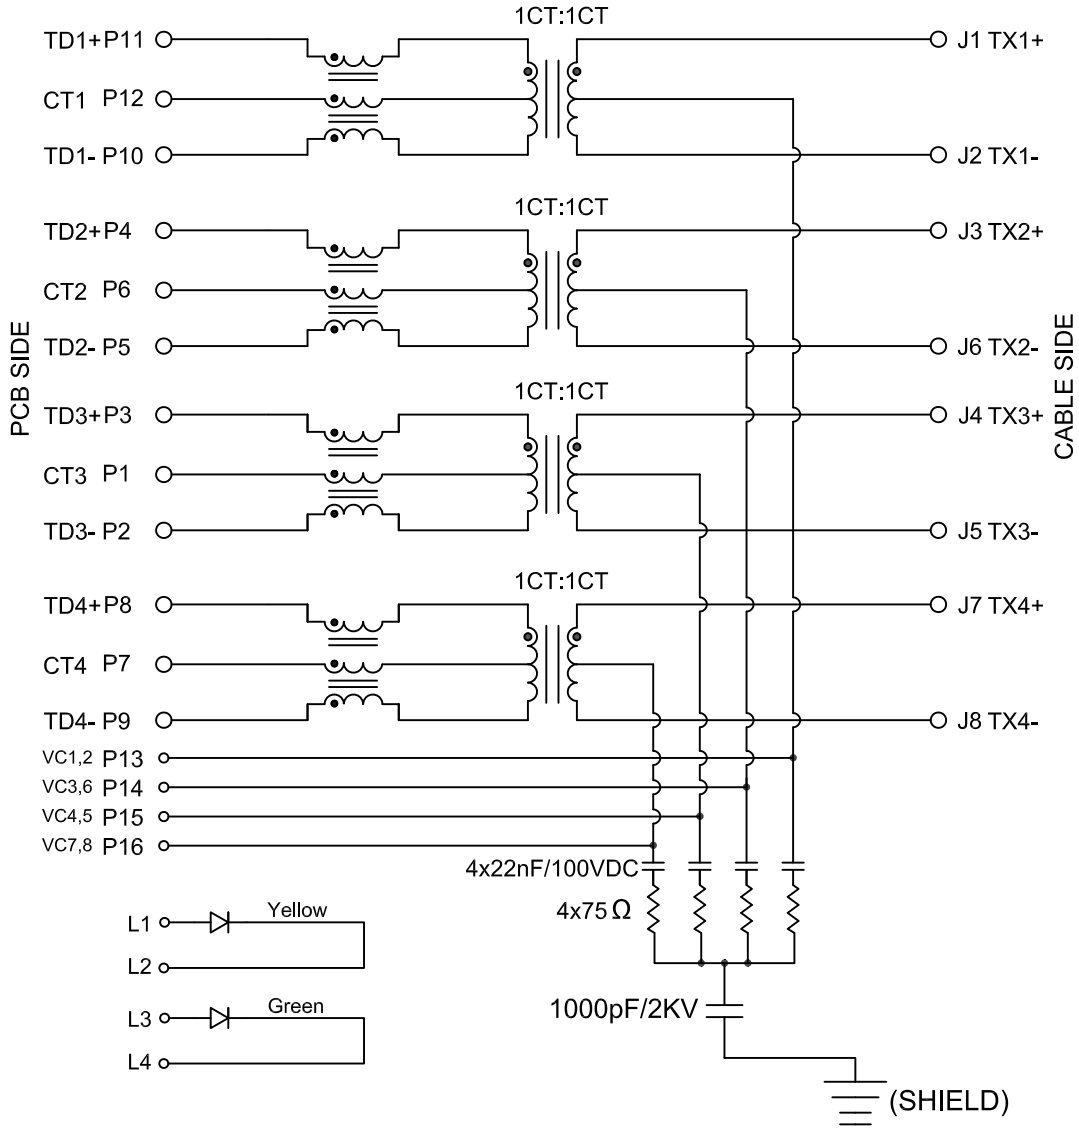 1CT:1CT
TD1+ P11
J1 TX1+
CT1 P12
TD1- P10
J2 TX1-
1CT:1CT
TD2+ P4
J3 TX2+
CT2 P6
TD2- P5
J6 TX2-
PCB SIDE
CABLE SIDE
1CT:1CT
TD3+ P3
J4 TX3+
CT3 P1
TD3- P2
J5 TX3-
1CT:1CT
TD4+ P8
J7 TX4+
CT4 P7
TD4- P9
J8 TX4-
VC1,2 P13
VC3,6 P14
VC4,5 P15
VC7,8 P16
4x22nF/100VDC
4x75 Ω
L1
Yellow
L2
L3
Green
L4
1000pF/2KV
(SHIELD)